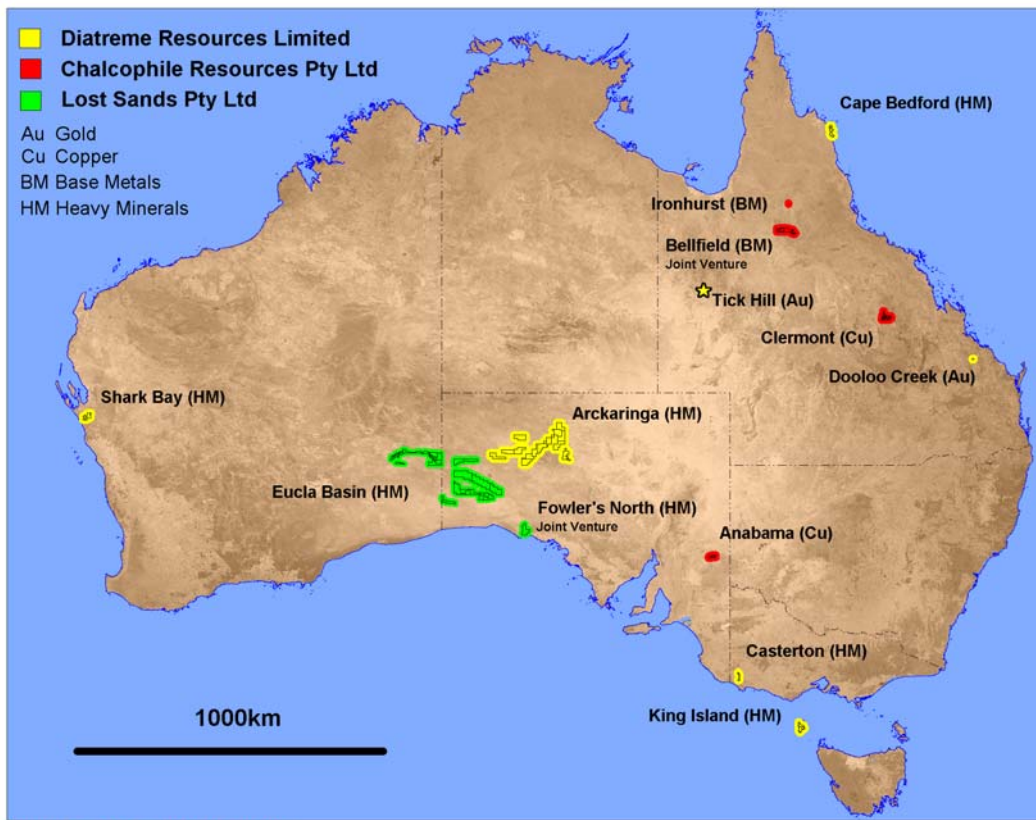 Diatreme Resources Limited
Chalcophile Resources Pty Ltd
Lost Sands Pty Ltd
Au Gold
Cu Copper
BM Base Metals
HM Heavy Minerals
Cape Bedford (HM)
Ironhurst (BM)
Bellfield (BM)
Joint Venture
Tick Hill (Au)
Clermont (Cu)
Dooloo Creek (Au)
Shark Bay (HM)
Arckaringa (HM)
Eucla Basin (HM)
Fowler's North (HM)
Joint Venture
Anabama (Cu)
Casterton (HM)
King Island (HM)
1000km